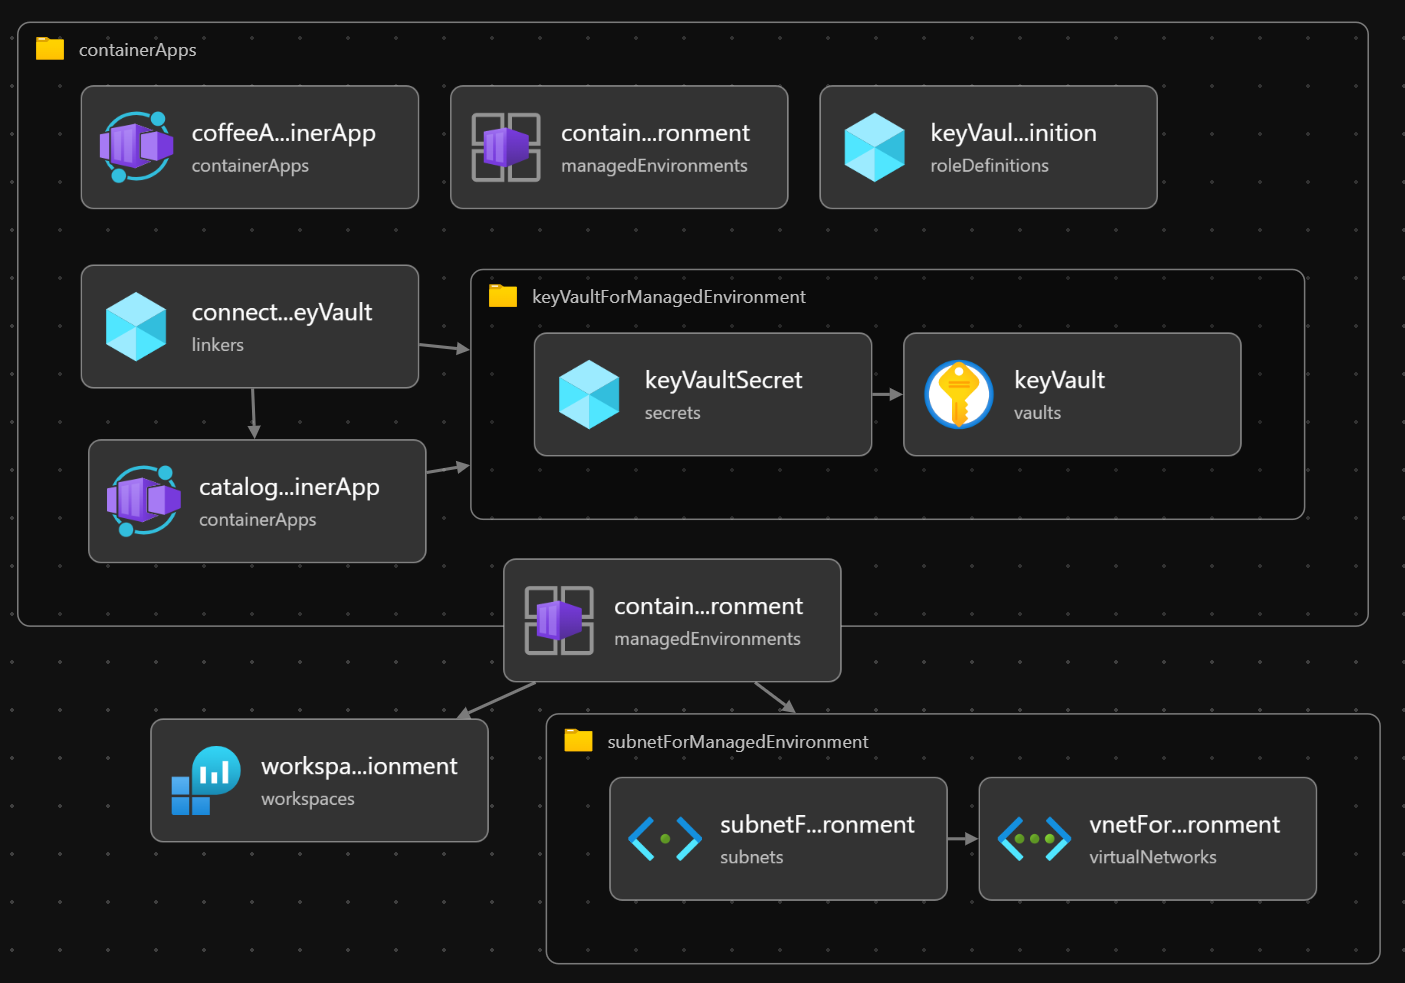 containerApps
coffeeA...inerApp
containerApps
contain...ronment
managedEnvironments
keyVaul...inition
roleDefinitions
connect...eyVault
linkers
keyVaultForManagedEnvironment
keyVaultSecret
secrets
keyVault
vaults
catalog...inerApp
containerApps
contain...ronment
managedEnvironments
workspa...ionment
workspaces
subnetForManagedEnvironment
subnetF...ronment
subnets
vnetFor...ronment
virtualNetworks